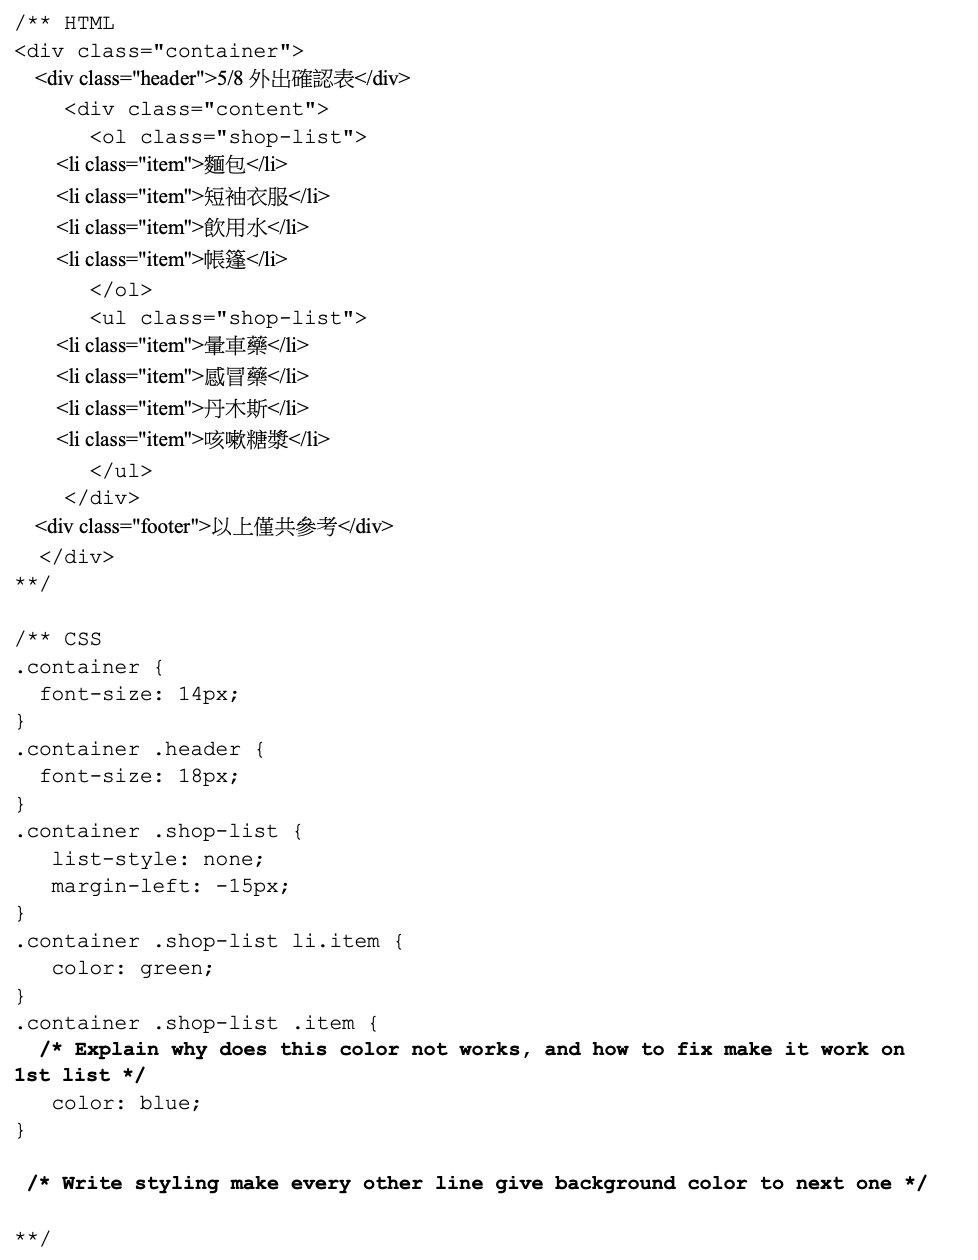 /** HTML
<div class="container">
<div class="header">5/8 外出確認表</div>
<div class="content">
<ol class="shop-list">
<li class="item">麵包</li>
<li class="item">短袖衣服</li>
<li class="item">飲用水</li>
<li class="item">帳篷</li>
</ol>
<ul class="shop-list">
<li class="item">暈車藥</li>
<li class="item">感冒藥</li>
<li class="item">丹木斯</li>
<li class="item">咳嗽糖漿</li>
</ul>
</div>
<div class="footer">以上僅共參考</div>
</div>
**/
/** CSS
.container {
font-size: 14px;
}
.container .header {
font-size: 18px;
}
.container .shop-list {
list-style: none;
margin-left: -15px;
}
.container .shop-list li.item {
color: green;
}
.container .shop-list .item {
/* Explain why does this color not works, and how to fix make it work on
1st list */
color: blue;
}
/* Write styling make every other line give background color to next one */
**/